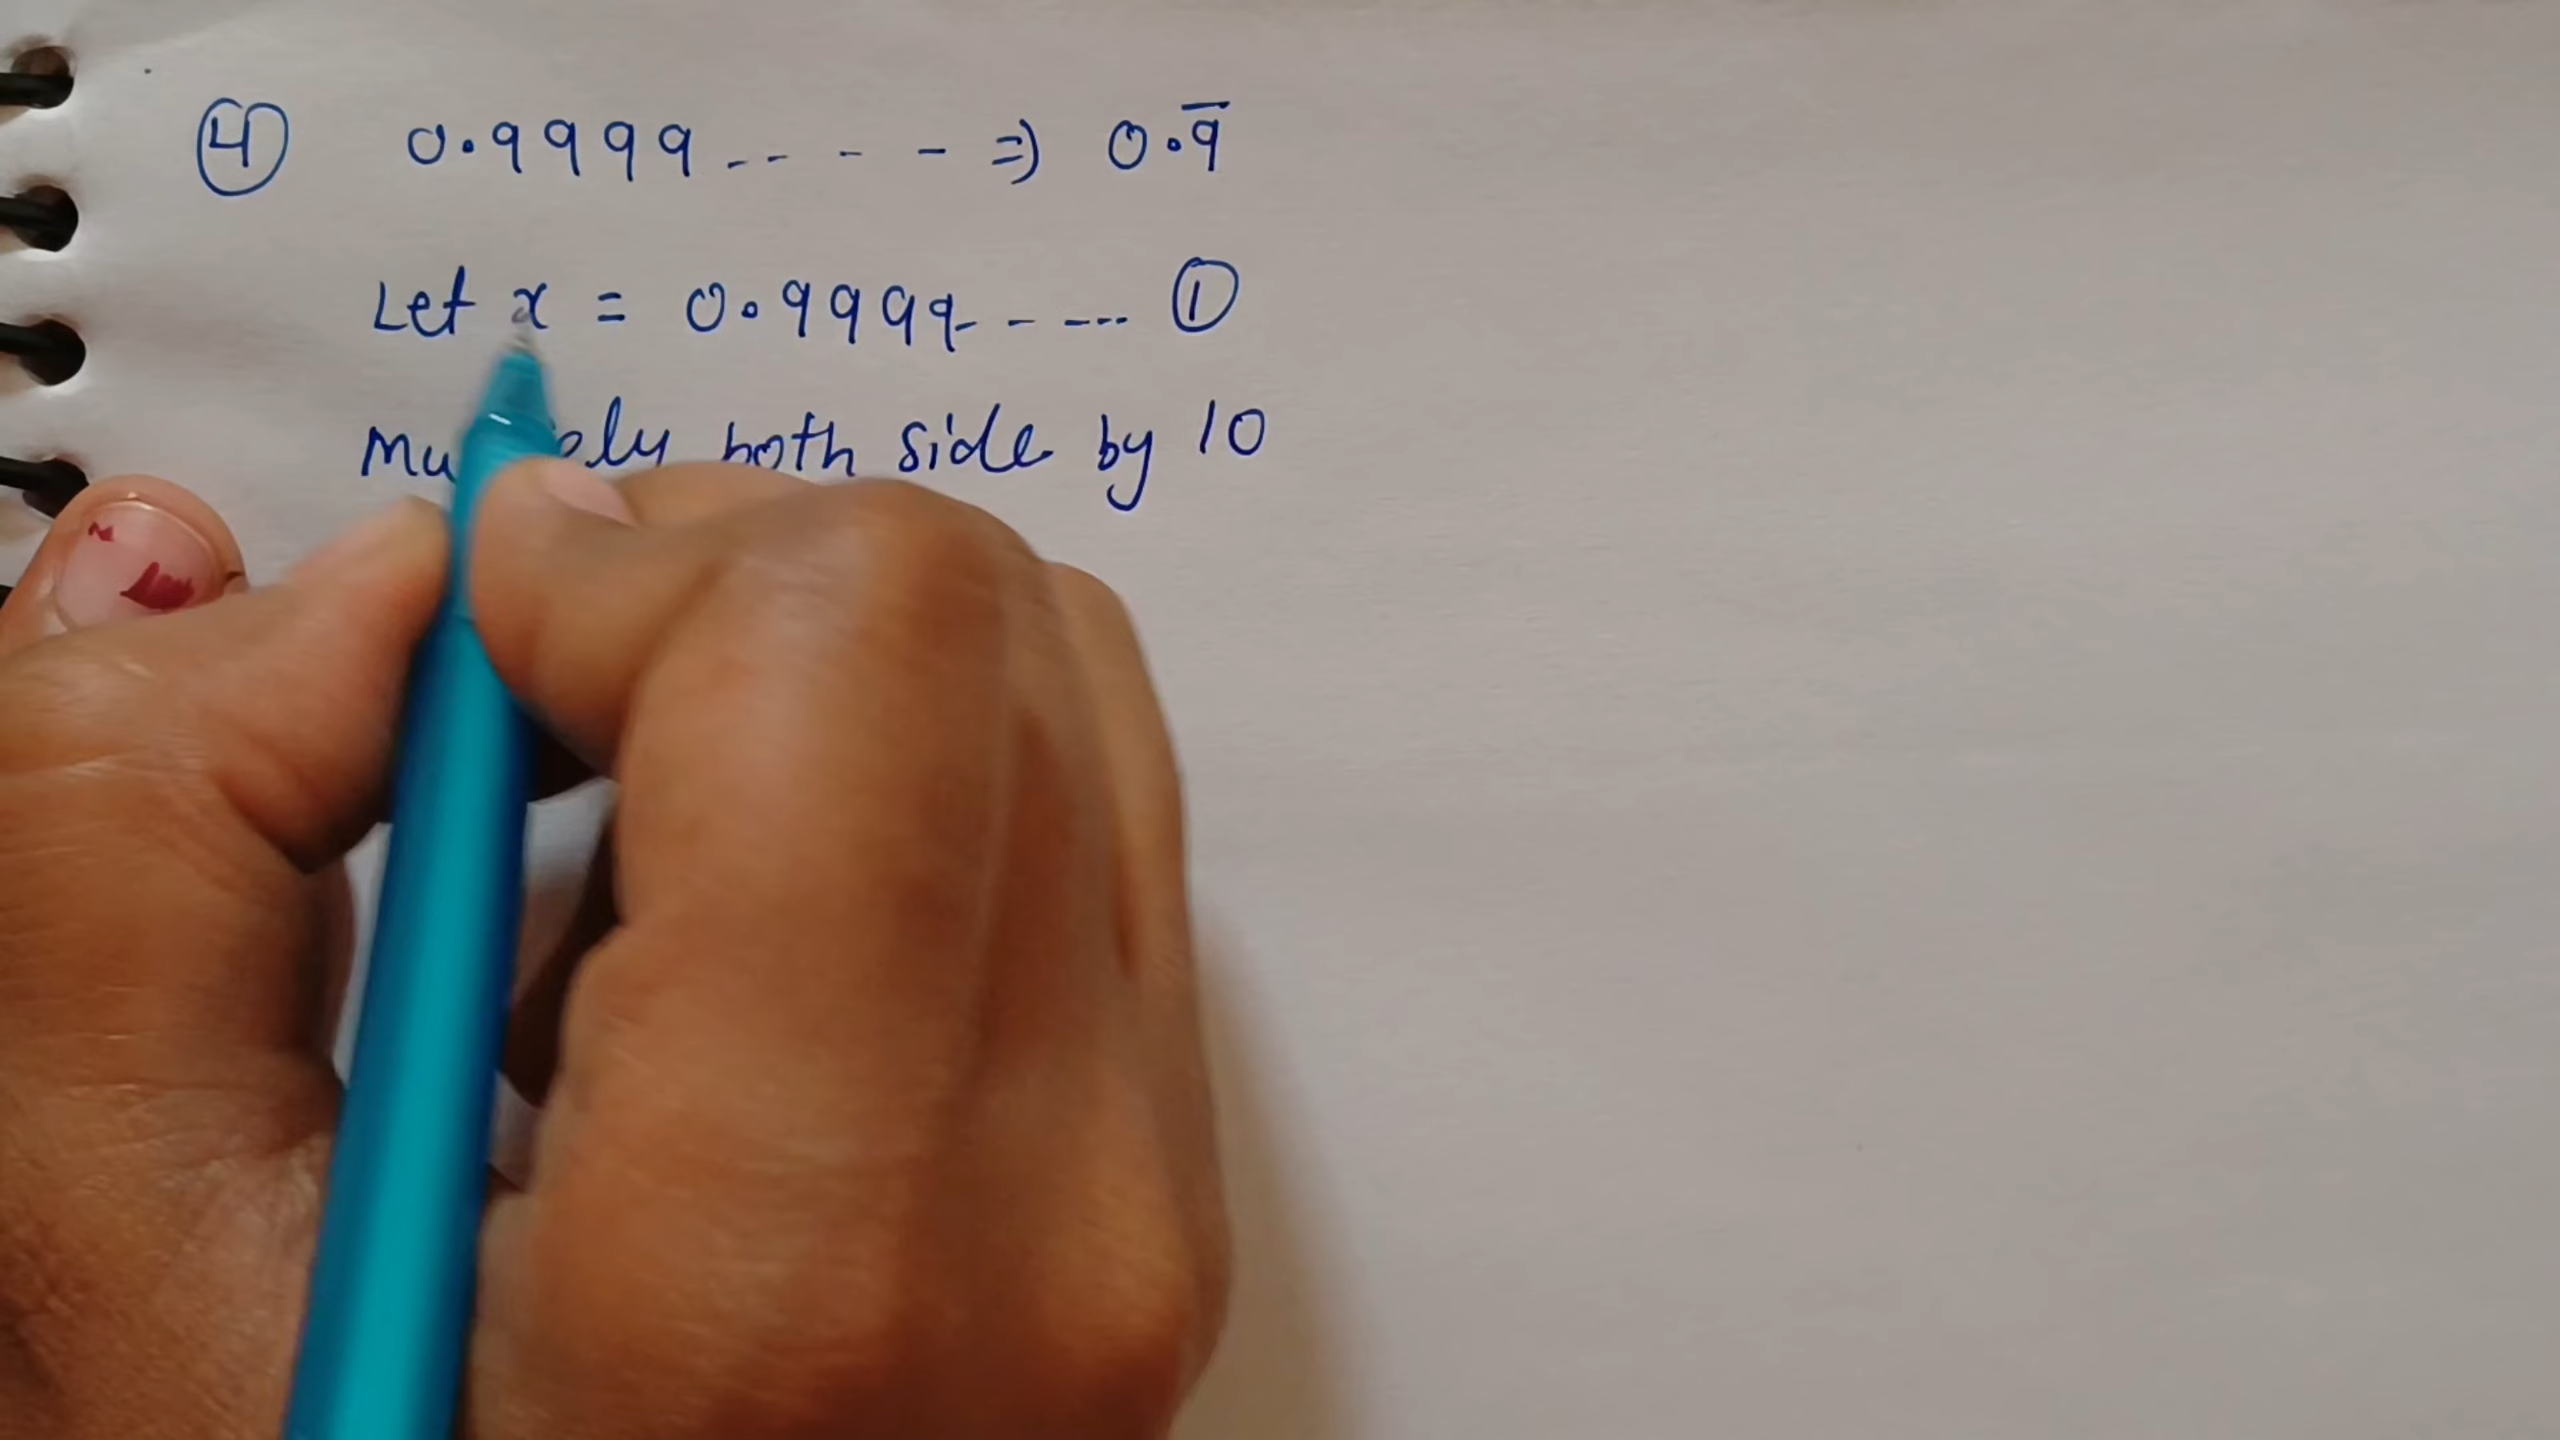 ④ 0.9999...--- ⇒ 0.9̅
Let x = 0.9999----... ①
both side by 10